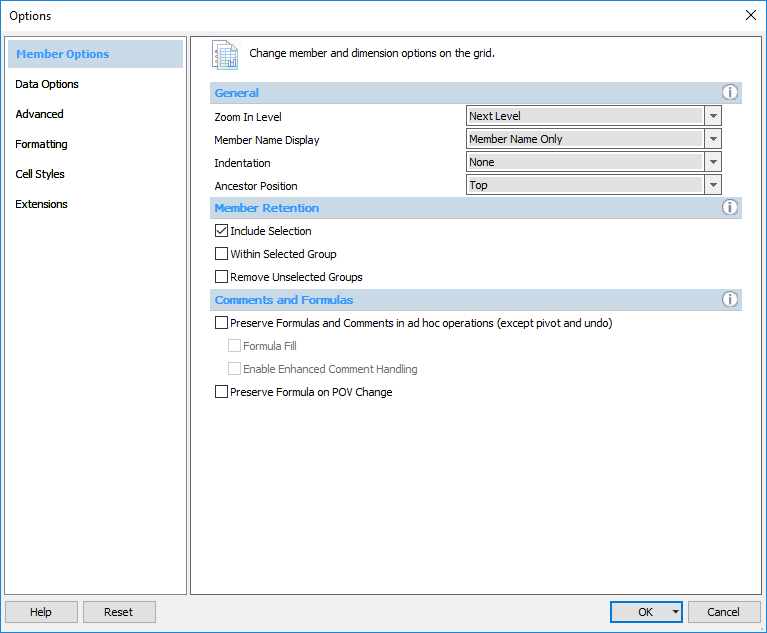 Options
Member Options
Data Options
Advanced
Formatting
Cell Styles
Extensions
Change member and dimension options on the grid.
General
Zoom In Level Next Level
Member Name Display Member Name Only
Indentation None
Ancestor Position Top
Member Retention
Include Selection
Within Selected Group
Remove Unselected Groups
Comments and Formulas
Preserve Formulas and Comments in ad hoc operations (except pivot and undo)
Formula Fill
Enable Enhanced Comment Handling
Preserve Formula on POV Change
Help Reset OK Cancel